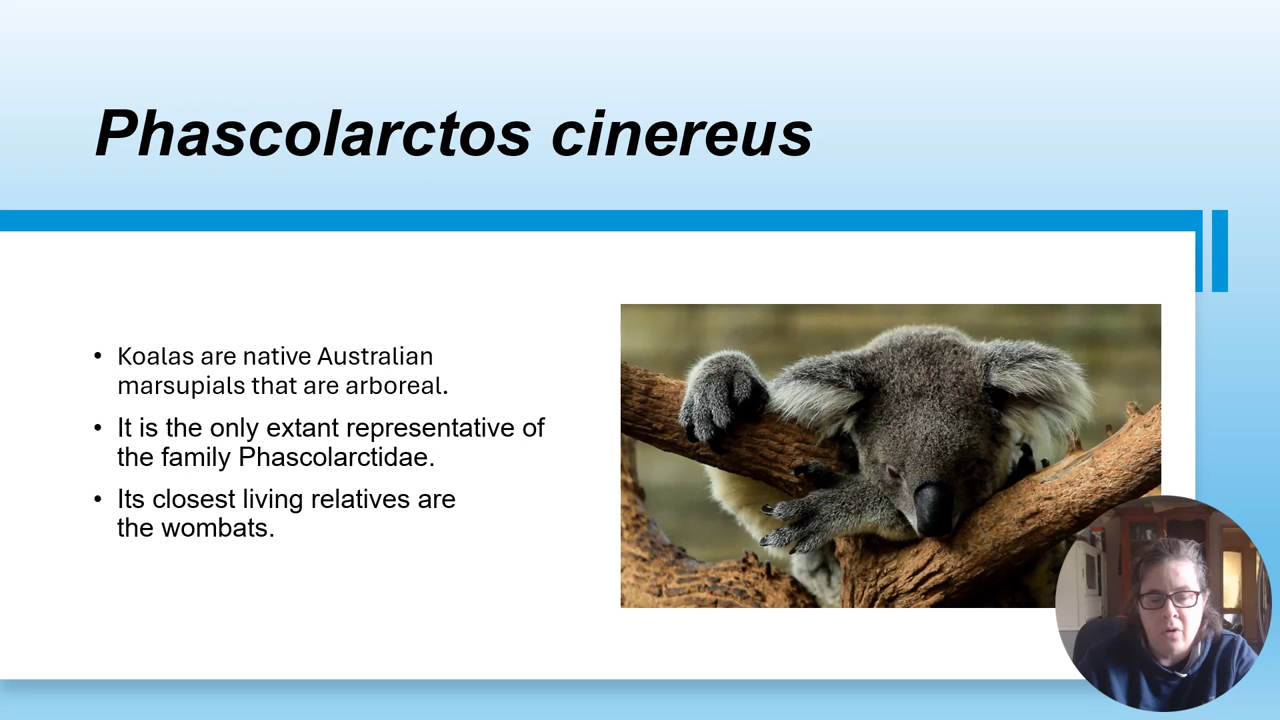 Phascolarctos cinereus
• Koalas are native Australian
marsupials that are arboreal.
• It is the only extant representative of
the family Phascolarctidae.
• Its closest living relatives are
the wombats.